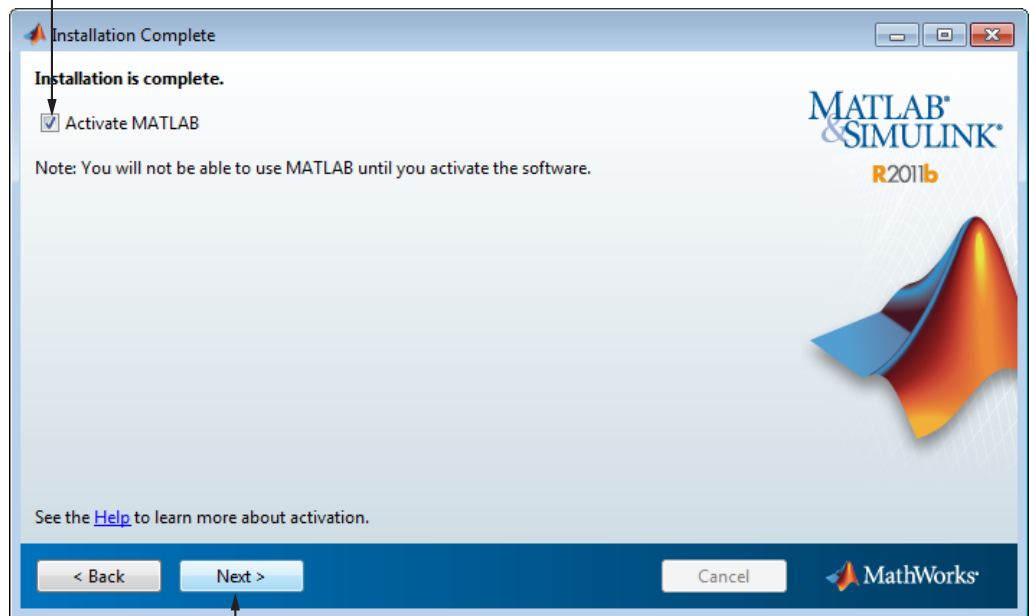 Installation Complete
Installation is complete.
Activate MATLAB
Note: You will not be able to use MATLAB until you activate the software.
MATLAB®
&SIMULINK®
R2011b
See the Help to learn more about activation.
< Back
Next >
Cancel
MathWorks®